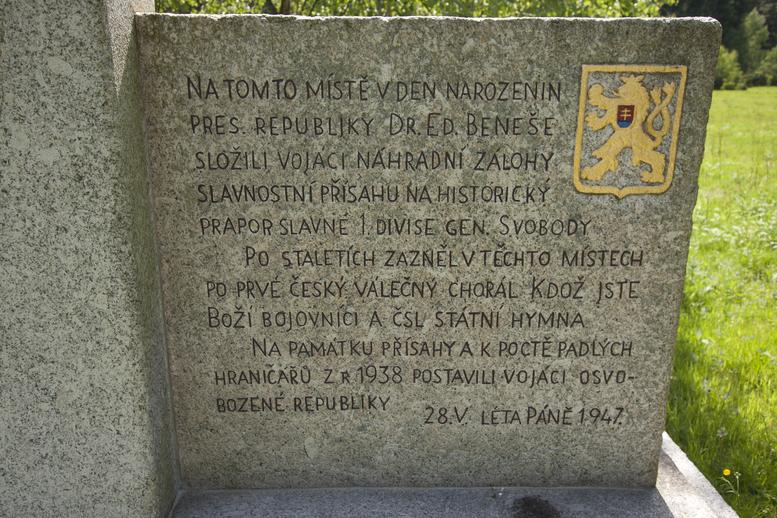 NA TOMTO MÍSTĚ V DEN NAROZENIN
PRES. REPUBLIKY DR. ED. BENEŠE
SLOŽILI VOJACI NÁHRADNÍ ZÁLOHY
SLAVNOSTNÍ PŘÍSAHU NA HISTORICKÝ
PRAPOR SLAVNÉ 1. DIVISE GEN. SVOBODY
PO STALETÍCH ZAZNĚL V TĚCHTO MÍSTECH
PO PRVÉ ČESKÝ VÁLEČNÝ CHORÁL KDOŽ JSTE
BOŽÍ BOJOVNÍCI A ČSL STÁTNÍ HYMNA
NA PAMÁTKU PŘÍSAHY A K POCTĚ PADLÝCH
HRANIČÁŘŮ Z R 1938 POSTAVILI VOJÁCI OSVO-
BOZENÉ REPUBLIKY 28. V. LÉTA PÁNĚ 1947.